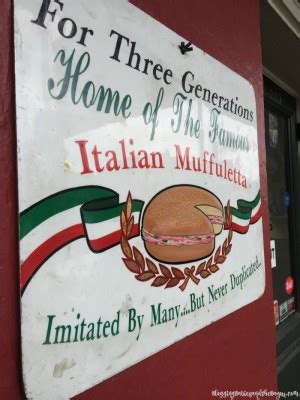 For Three Generations
Home of The Famous
Italian Muffuletta
Imitated By Many....But Never Duplicated...